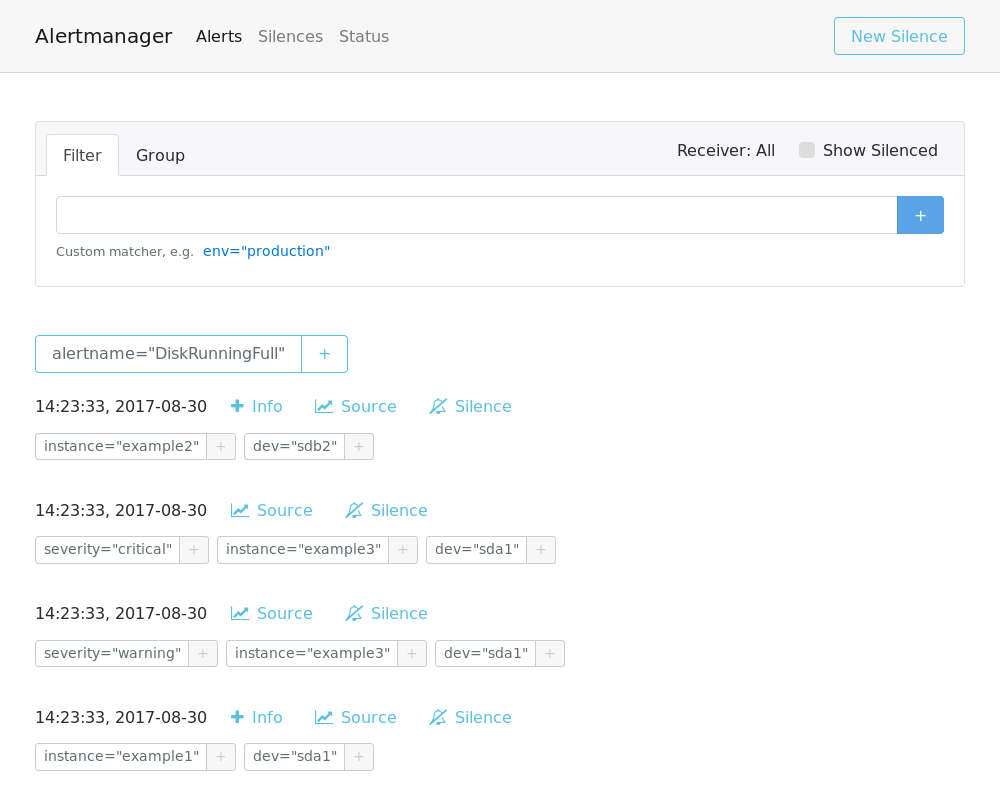 Alertmanager Alerts Silences Status New Silence
Filter Group Receiver: All Show Silenced
+
Custom matcher, e.g. env="production"
alertname="DiskRunningFull" +
14:23:33, 2017-08-30 + Info Source Silence
instance="example2" + dev="sdb2" +
14:23:33, 2017-08-30 Source Silence
severity="critical" + instance="example3" + dev="sda1" +
14:23:33, 2017-08-30 Source Silence
severity="warning" + instance="example3" + dev="sda1" +
14:23:33, 2017-08-30 + Info Source Silence
instance="example1" + dev="sda1" +